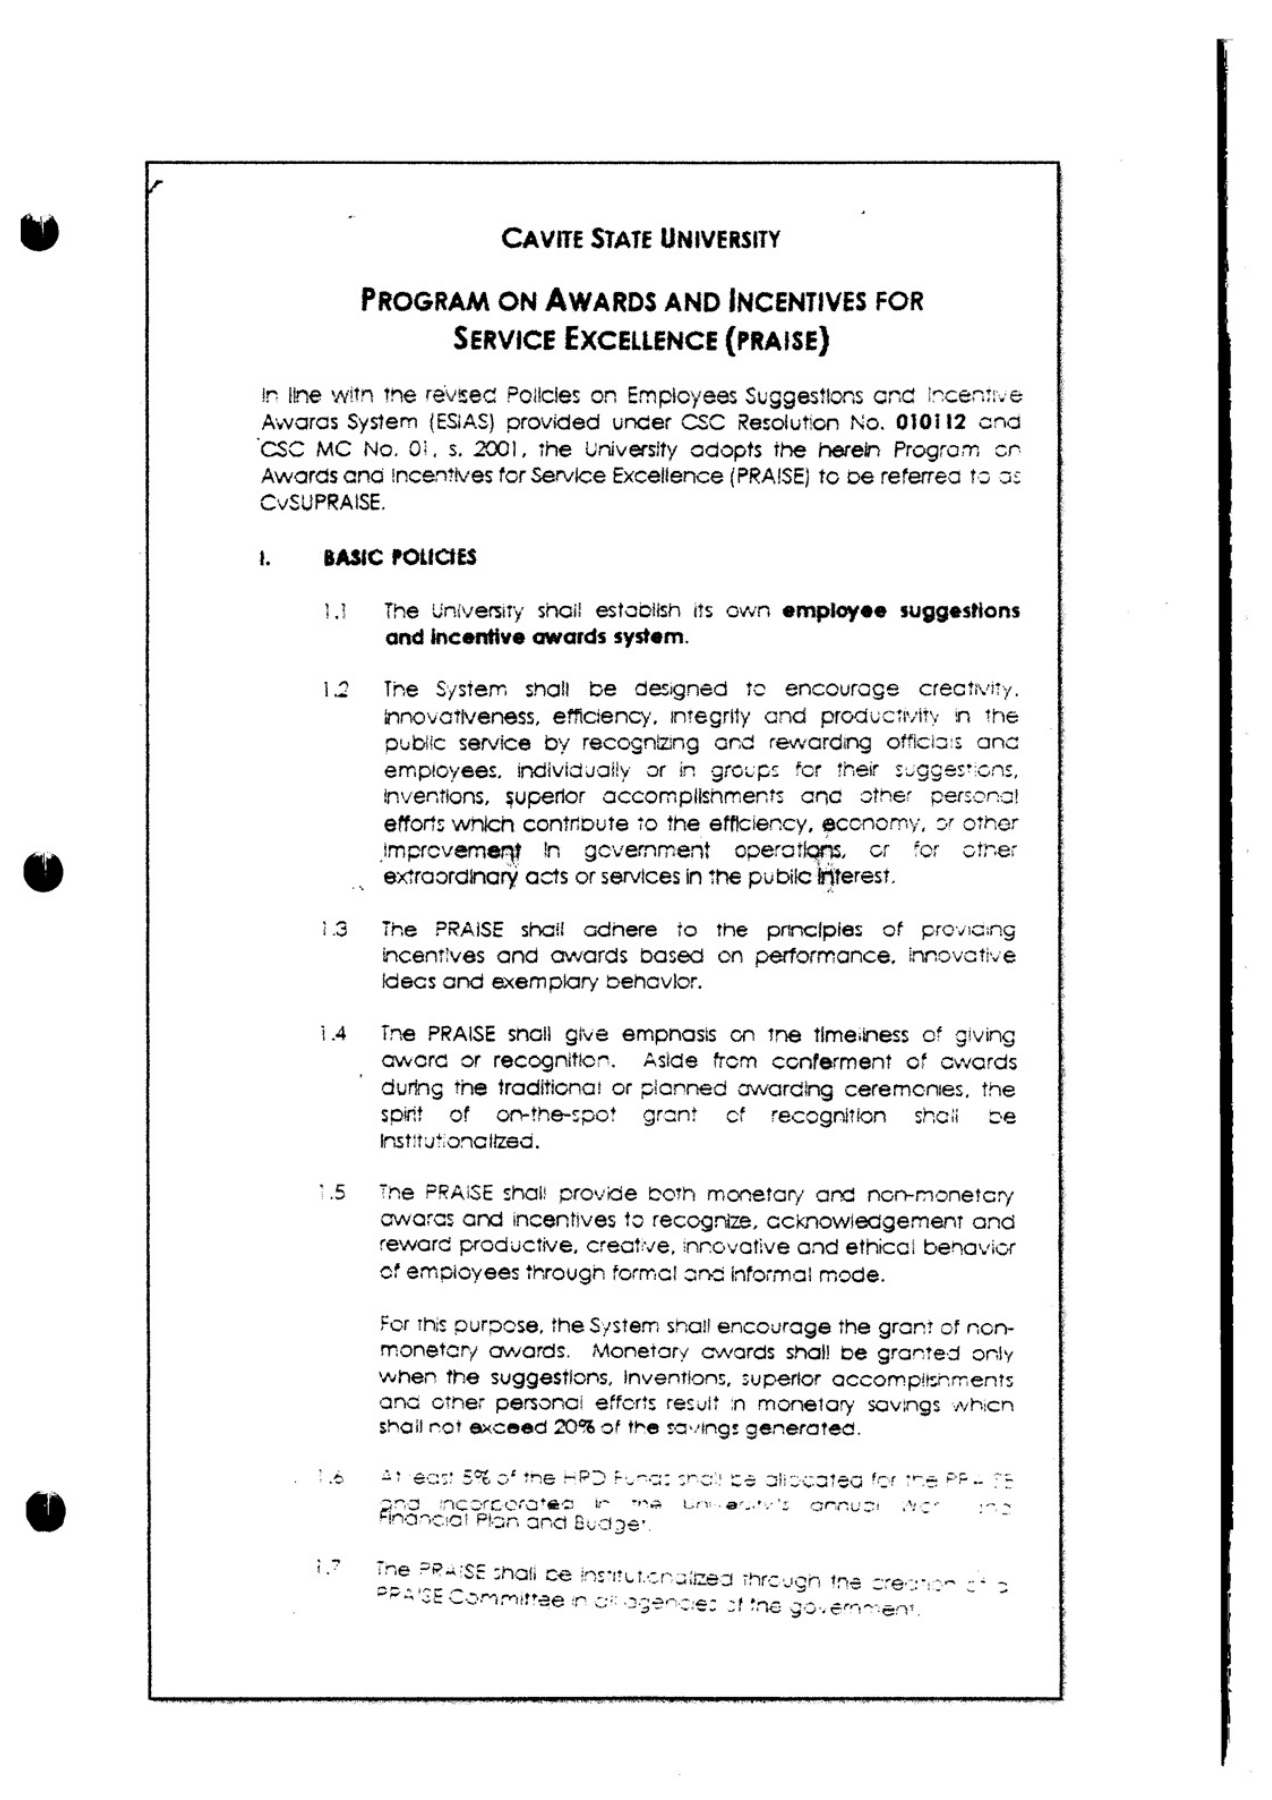 CAVITE STATE UNIVERSITY
PROGRAM ON AWARDS AND INCENTIVES FOR
SERVICE EXCELLENCE (PRAISE)
In line with the revised Policies on Employees Suggestions and Incentive
Awards System (ESIAS) provided under CSC Resolution No. 010112 and
CSC MC No. 01, s. 2001, the University adopts the herein Program on
Awards and Incentives for Service Excellence (PRAISE) to be referred to as
CvSUPRAISE.
I. BASIC POLICIES
1.1 The University shall establish its own employee suggestions
and incentive awards system.
1.2 The System shall be designed to encourage creativity,
innovativeness, efficiency, integrity and productivity in the
public service by recognizing and rewarding officials and
employees, individually or in groups for their suggestions,
inventions, superior accomplishments and other personal
efforts which contribute to the efficiency, economy, or other
improvement in government operations, or for other
extraordinary acts or services in the public interest.
1.3 The PRAISE shall adhere to the principles of providing
incentives and awards based on performance, innovative
ideas and exemplary behavior.
1.4 The PRAISE shall give emphasis on the timeliness of giving
award or recognition. Aside from conferment of awards
during the traditional or planned awarding ceremonies, the
spirit of on-the-spot grant of recognition shall be
institutionalized.
1.5 The PRAISE shall provide both monetary and non-monetary
awards and incentives to recognize, acknowledgement and
reward productive, creative, innovative and ethical behavior
of employees through formal and informal mode.
For this purpose, the System shall encourage the grant of non-
monetary awards. Monetary awards shall be granted only
when the suggestions, inventions, superior accomplishments
and other personal efforts result in monetary savings which
shall not exceed 20% of the savings generated.
1.6 At least 5% of the HRD Funds shall be allocated for the PRAISE
and incorporated in the University's annual Work and
Financial Plan and Budget.
1.7 The PRAISE shall be institutionalized through the creation of a
PRAISE Committee in all agencies of the government.